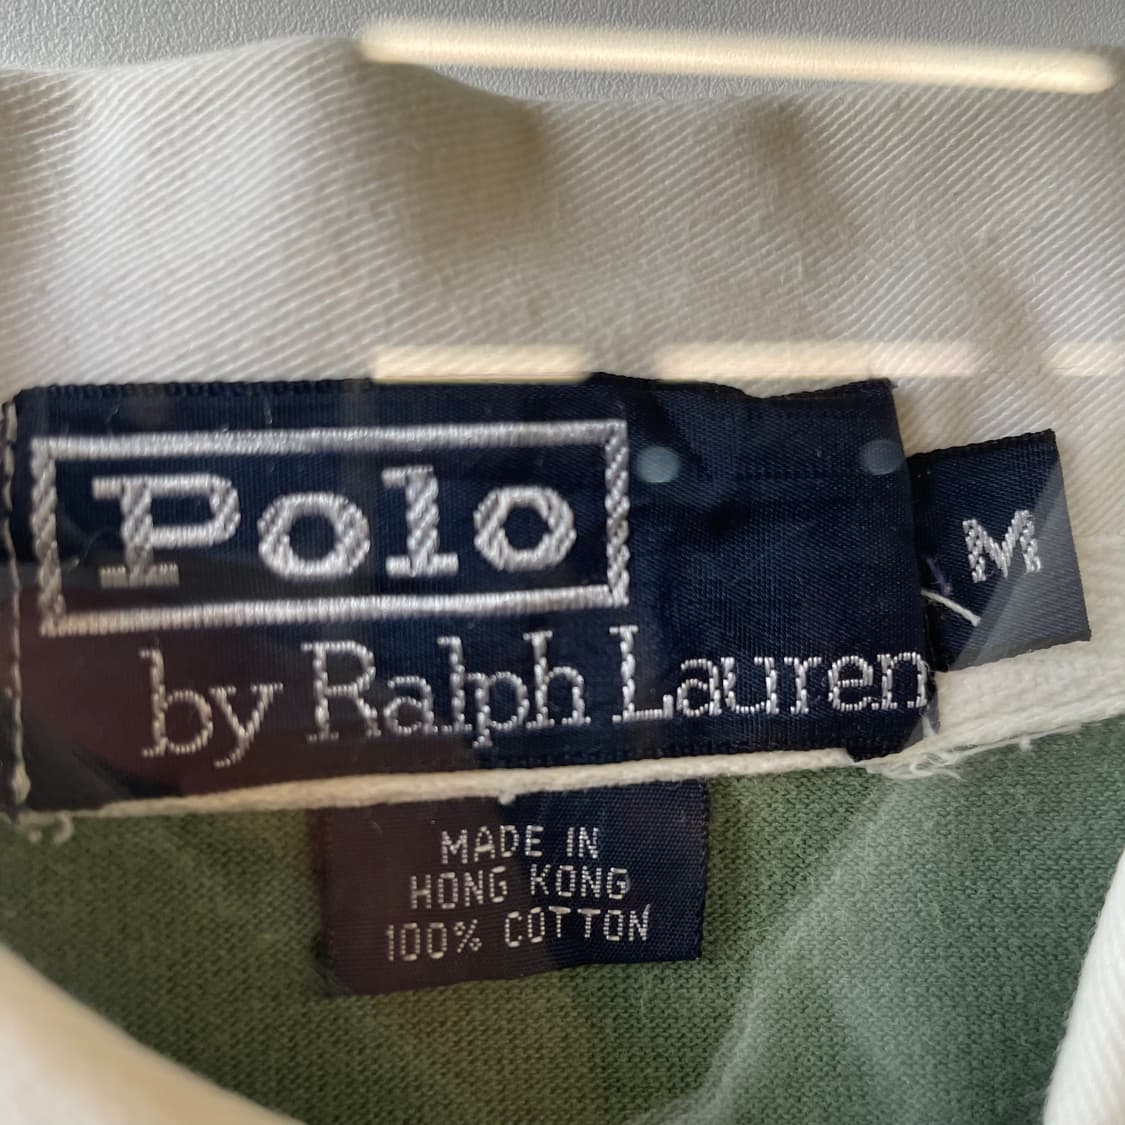 Polo
by Ralph Lauren
M
MADE IN
HONG KONG
100% COTTON